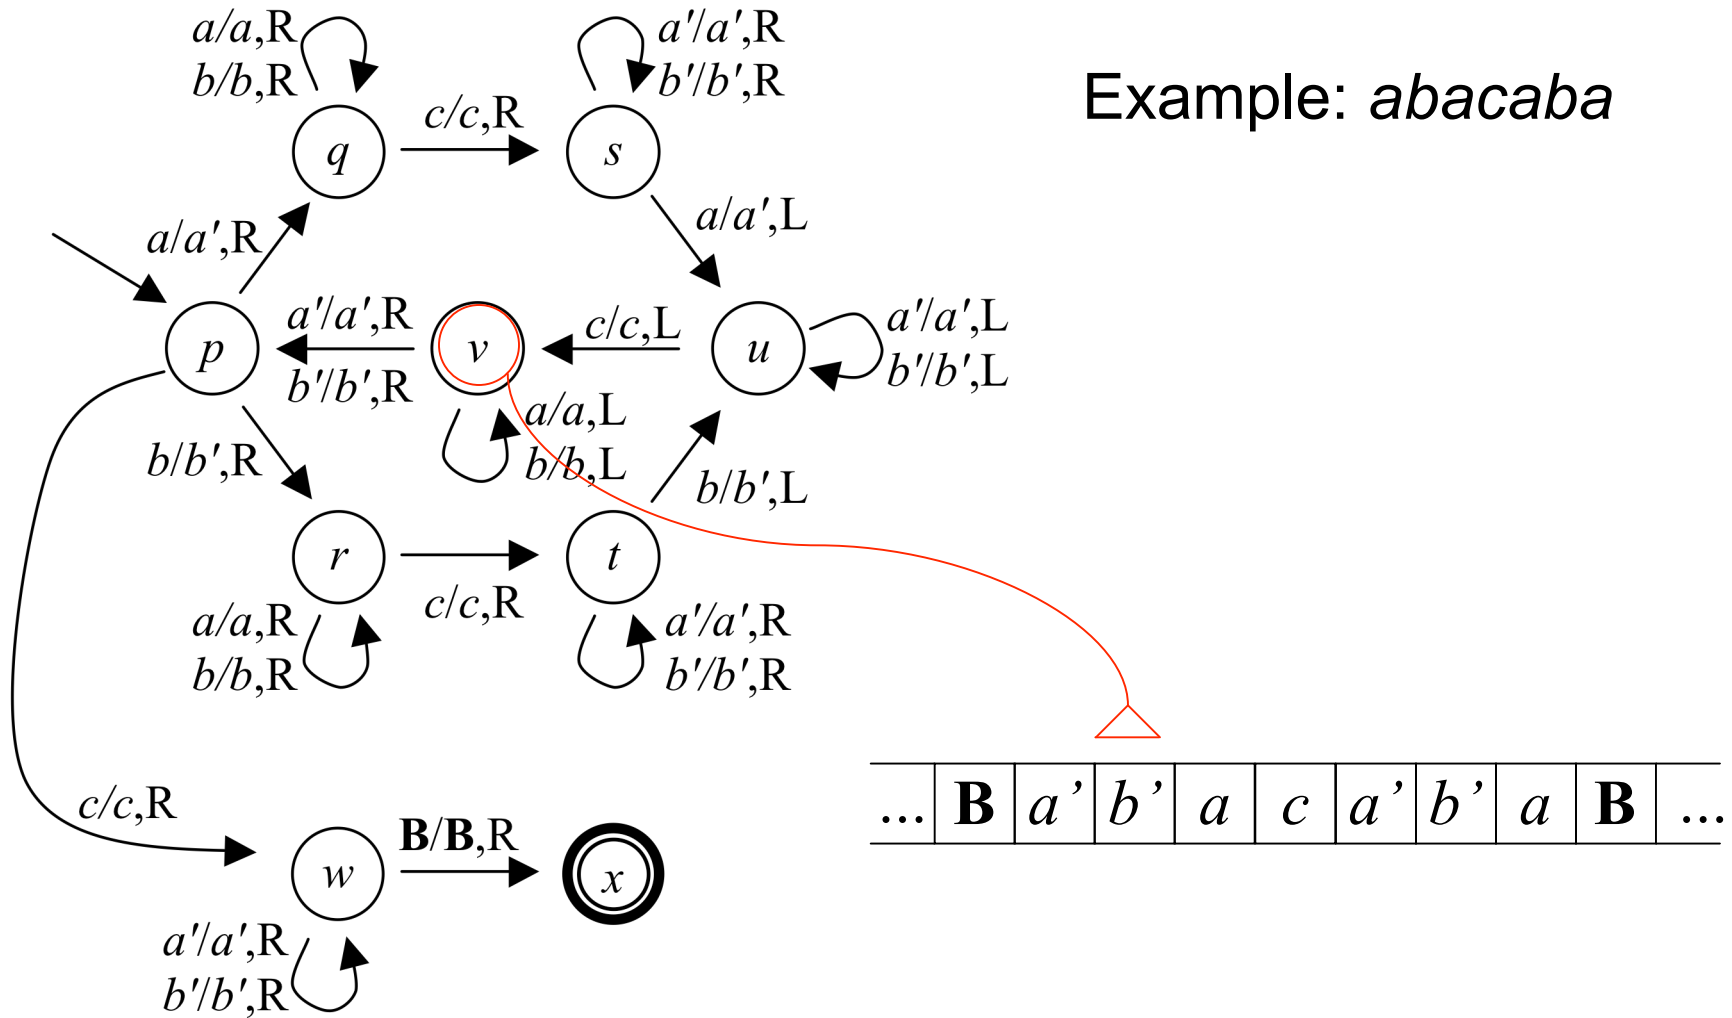 Example: abacaba
a/a,R
b/b,R
a'/a',R
b'/b',R
c/c,R
q
s
a/a',R
a/a',L
p
a'/a',R
b'/b',R
v
c/c,L
u
a'/a',L
b'/b',L
a/a,L
b/b,L
b/b',R
b/b',L
r
c/c,R
t
a/a,R
b/b,R
a'/a',R
b'/b',R
c/c,R
w
B/B,R
x
a'/a',R
b'/b',R
... B a’ b’ a c a’ b’ a B ...